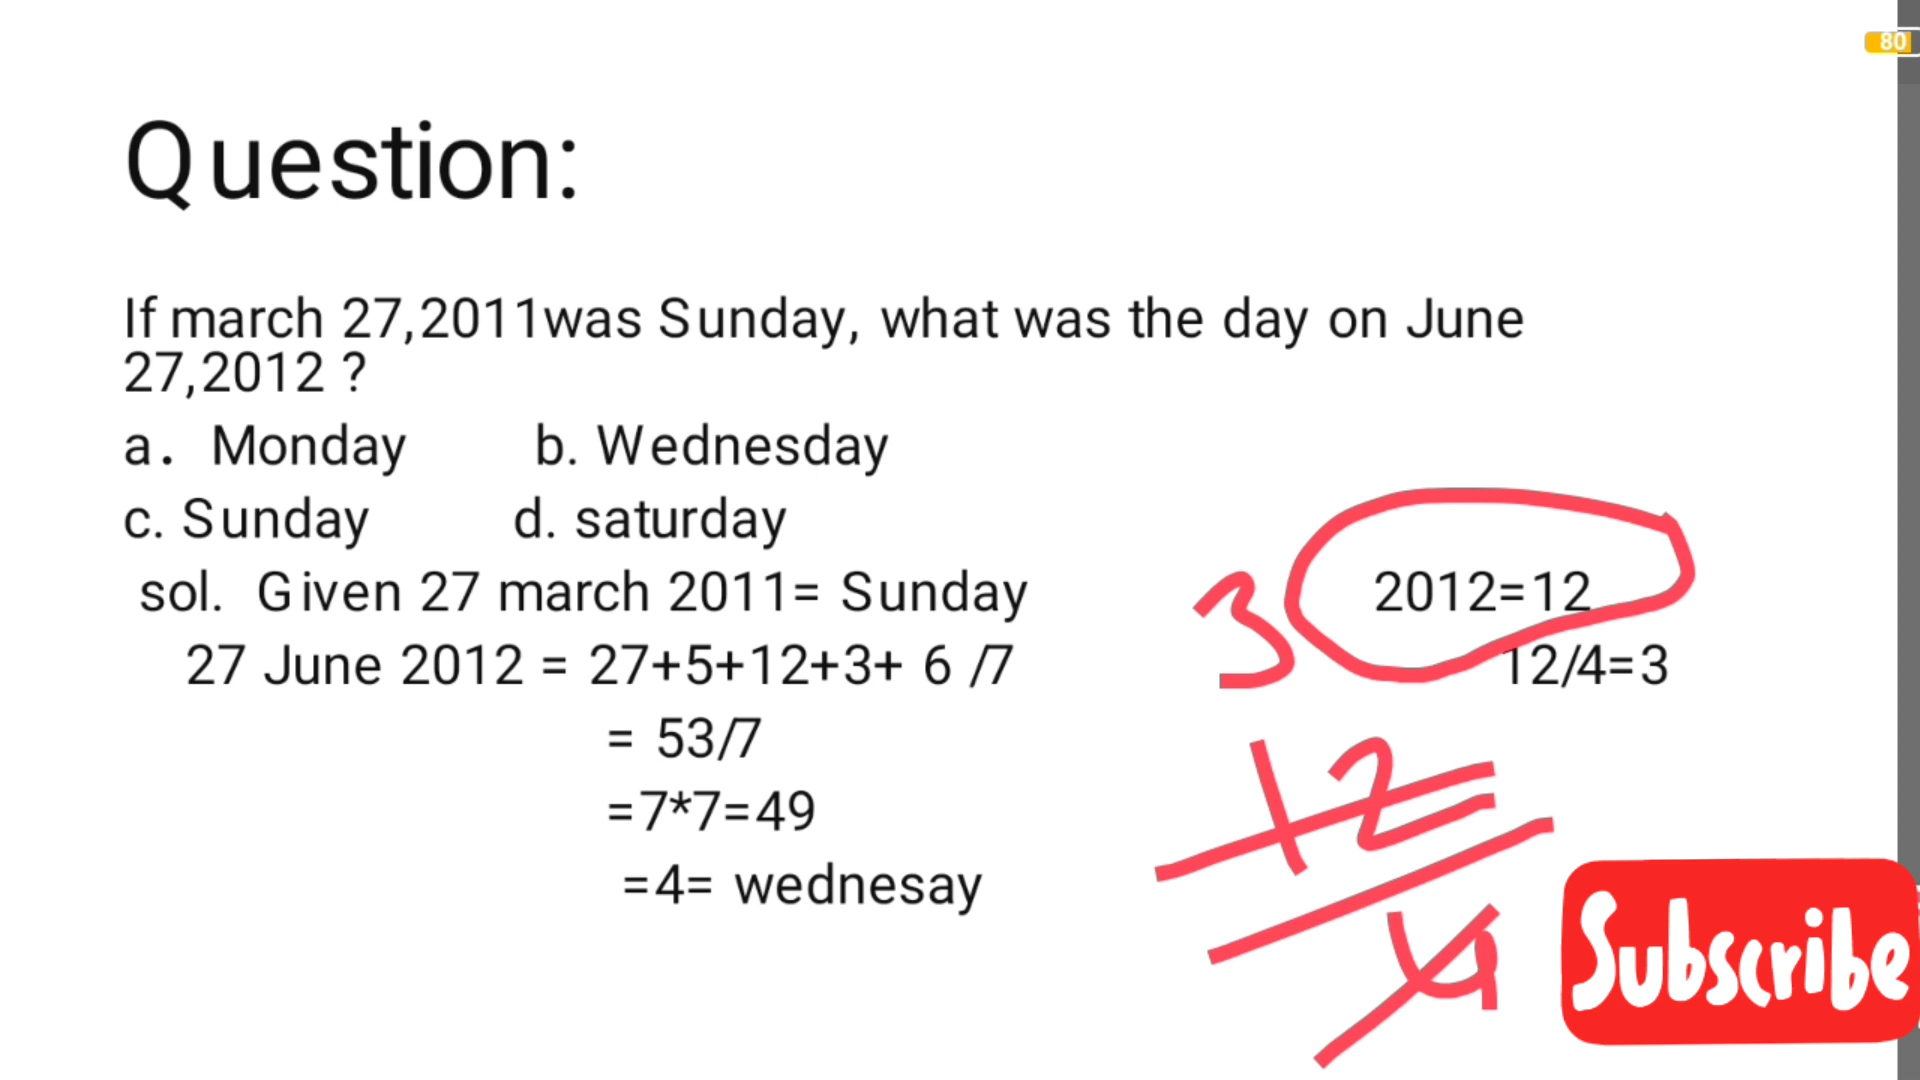 80
Question:
If march 27,2011was Sunday, what was the day on June
27,2012 ?
a. Monday b. Wednesday
c. Sunday d. saturday
sol. Given 27 march 2011= Sunday 3 2012=12
27 June 2012 = 27+5+12+3+ 6 /7 12/4=3
= 53/7 12
=7*7=49
=4= wednesay 4
Subscribe